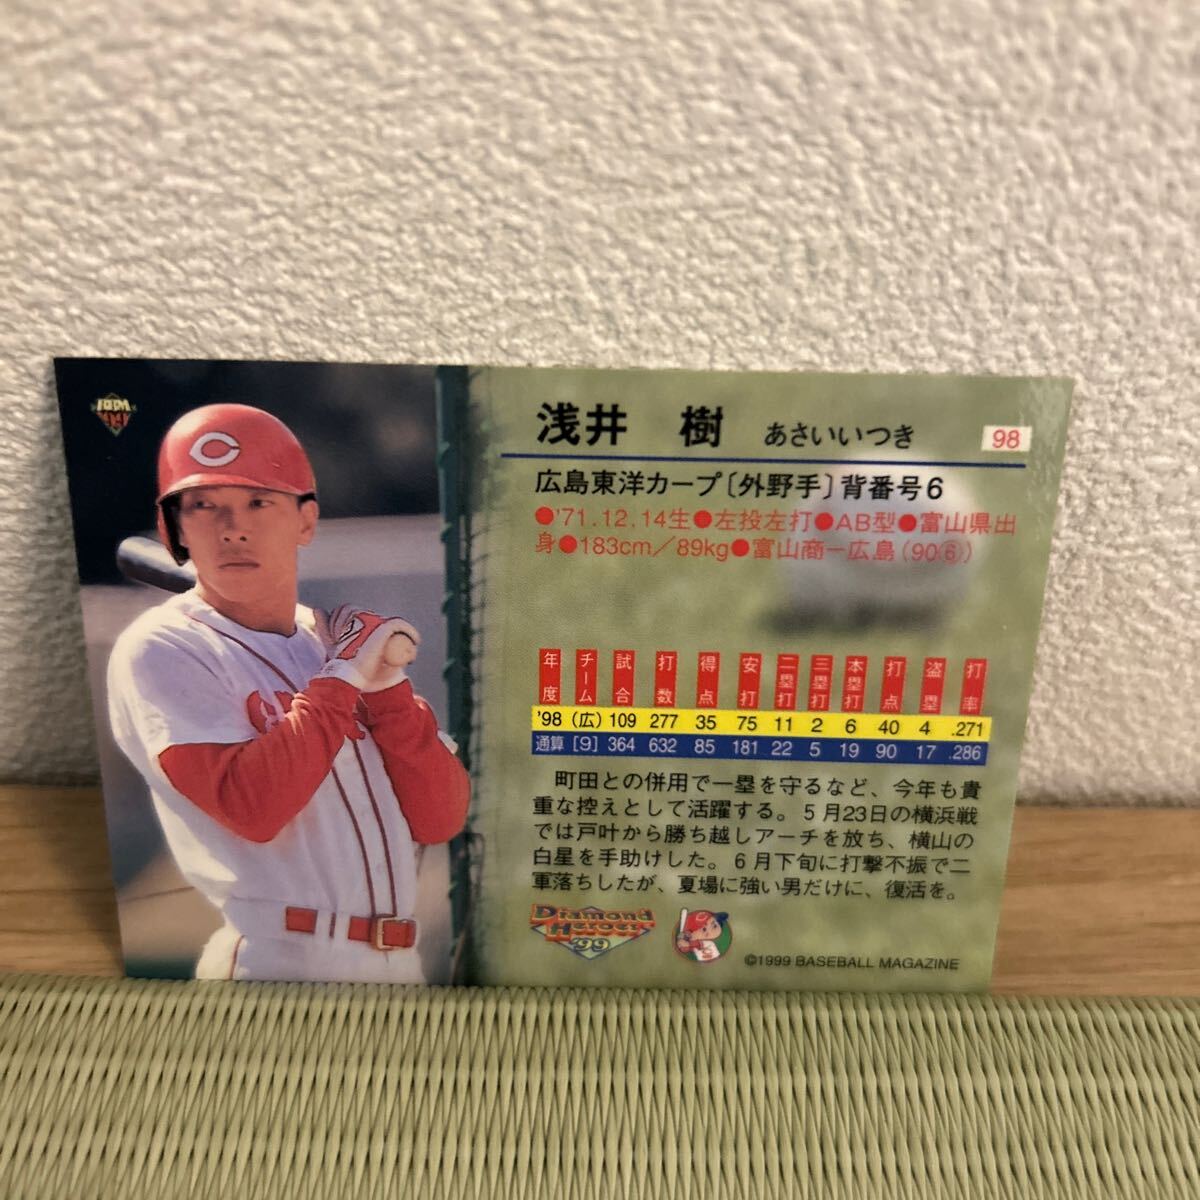 BBM
99
浅井 樹 あさいいつき 98
広島東洋カープ〔外野手〕背番号6
●'71.12.14生●左投左打●AB型●富山県出
身●183cm／89kg●富山商－広島（90⑥）
年度 チーム 試合 打数 得点 安打 二塁打 三塁打 本塁打 打点 盗塁 打率
'98 (広) 109 277 35 75 11 2 6 40 4 .271
通算 [9] 364 632 85 181 22 5 19 90 17 .286
町田との併用で一塁を守るなど、今年も貴
重な控えとして活躍する。5月23日の横浜戦
では戸叶から勝ち越しアーチを放ち、横山の
白星を手助けした。6月下旬に打撃不振で二
軍落ちしたが、夏場に強い男だけに、復活を。
Diamond
Heroes
'99
©1999 BASEBALL MAGAZINE